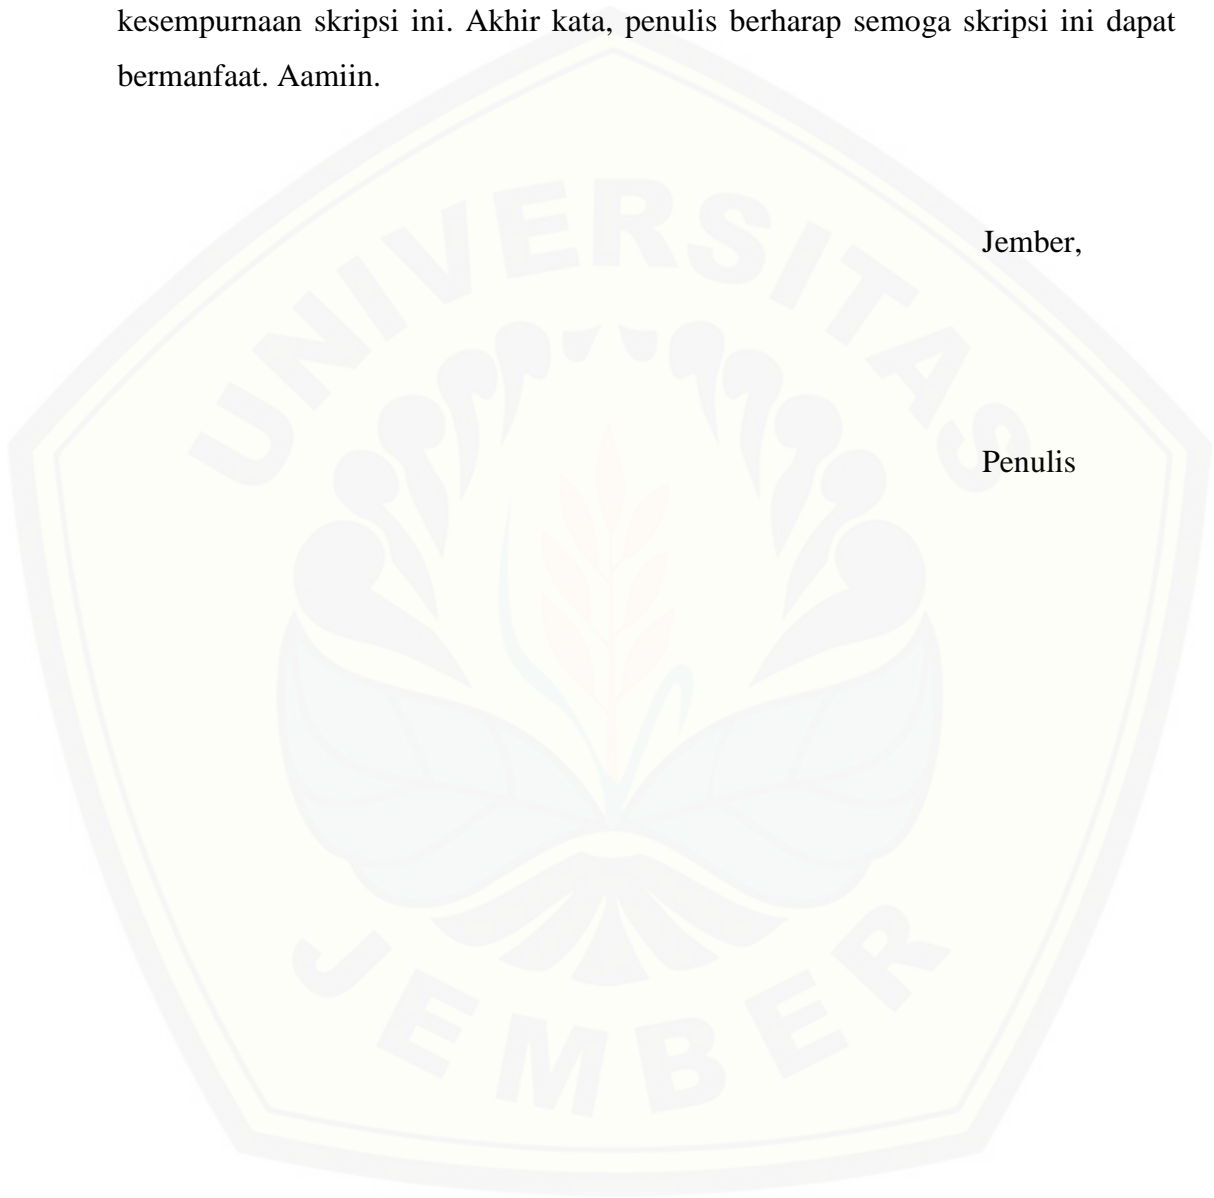 kesempurnaan skripsi ini. Akhir kata, penulis berharap semoga skripsi ini dapat
bermanfaat. Aamiin.
UNIVERSITAS
Jember,
Penulis
JEMBER